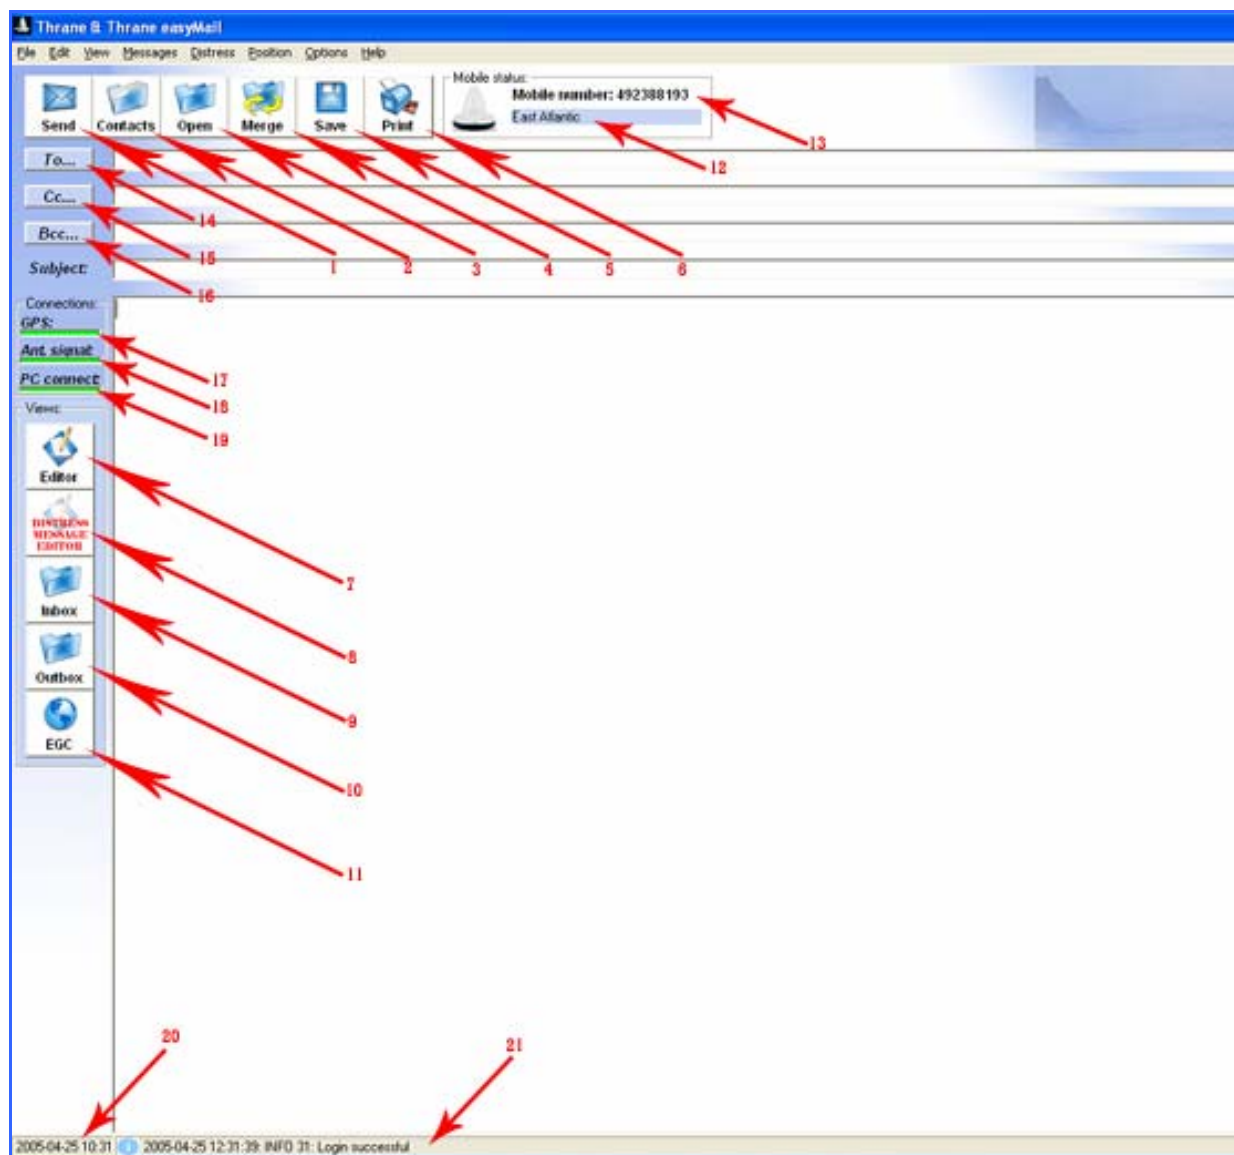 Thrane & Thrane easyMail
File Edit View Messages Distress Position Options Help
Mobile status:
Mobile number: 492388193
East Atlantic
Send Contacts Open Merge Save Print
13
12
To...
Cc...
14
Bcc...
15
1 2 3 4 5 6
Subject:
16
Connections:
GPS:
Ant. signal:
PC connect:
17
18
19
Views:
Editor
DISTRESS
MESSAGE
EDITOR
7
Inbox
8
Outbox
9
EGC
10
11
20
21
2005-04-25 10:31 2005-04-25 12:31:39: INFO 31: Login successful